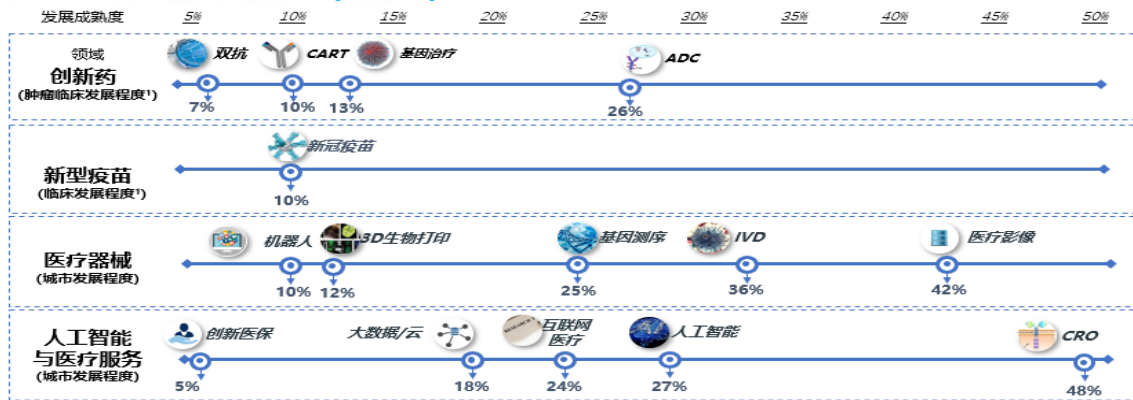 发展成熟度 5% 10% 15% 20% 25% 30% 35% 40% 45% 50%
领域
创新药
(肿瘤临床发展程度¹)
双抗 CART 基因治疗 ADC
7% 10% 13% 26%
新型疫苗
(临床发展程度¹)
新冠疫苗
10%
医疗器械
(城市发展程度)
机器人 3D生物打印 基因测序 IVD 医疗影像
10% 12% 25% 36% 42%
人工智能
与医疗服务
(城市发展程度)
创新医保 大数据/云 互联网
医疗 人工智能 CRO
5% 18% 24% 27% 48%